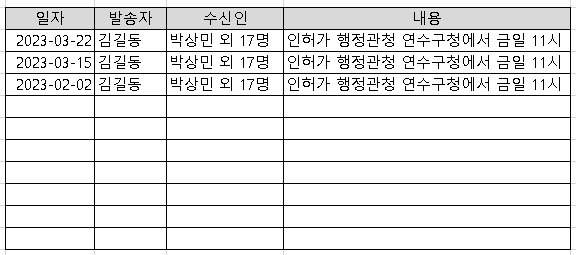 일자 발송자 수신인 내용
2023-03-22 김길동 박상민 외 17명 인허가 행정관청 연수구청에서 금일 11시
2023-03-15 김길동 박상민 외 17명 인허가 행정관청 연수구청에서 금일 11시
2023-02-02 김길동 박상민 외 17명 인허가 행정관청 연수구청에서 금일 11시